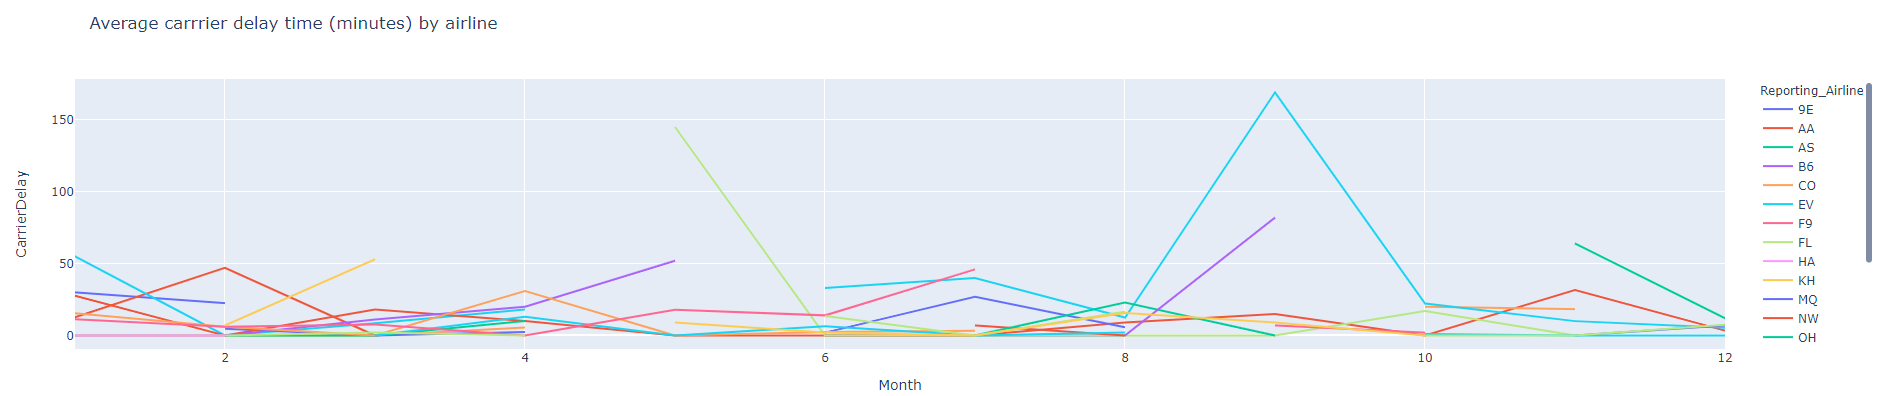 Average carrrier delay time (minutes) by airline
CarrierDelay
150
100
50
0
2
4
6
8
10
12
Month
Reporting_Airline
9E
AA
AS
B6
CO
EV
F9
FL
HA
KH
MQ
NW
OH